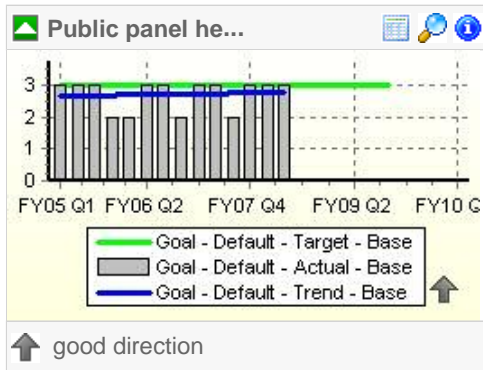 Public panel he...
3
2
1
0
FY05 Q1 FY06 Q2 FY07 Q4 FY09 Q2 FY10 Q
Goal - Default - Target - Base
Goal - Default - Actual - Base
Goal - Default - Trend - Base
good direction